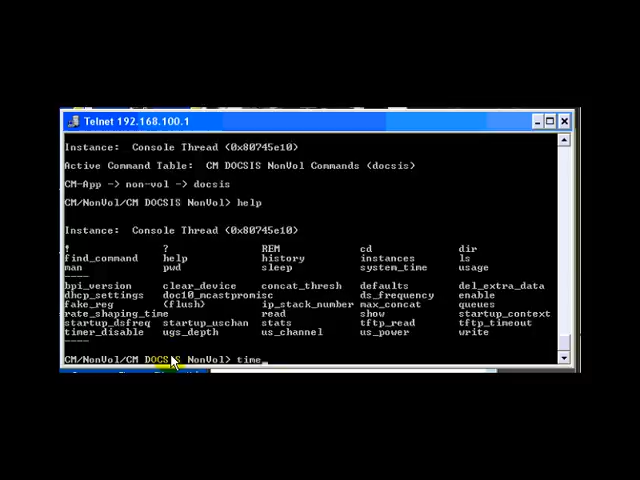 Telnet 192.168.100.1
Instance: Console Thread (0x80745e10)
Active Command Table: CM DOCSIS NonVol Commands (docsis)
CM-App -> non-vol -> docsis
CM/NonVol/CM DOCSIS NonVol> help
Instance: Console Thread (0x80745e10)
! ? REM cd dir
find_command help history instances ls
man pwd sleep system_time usage
----
bpi_version clear_device concat_thresh defaults del_extra_data
dhcp_settings doc10_mcastpromisc ds_frequency enable
fake_reg (flush) ip_stack_number max_concat queues
rate_shaping_time read show startup_context
startup_dsfreq startup_uschan stats tftp_read tftp_timeout
timer_disable ugs_depth us_channel us_power write
----
CM/NonVol/CM DOCSIS NonVol> time_